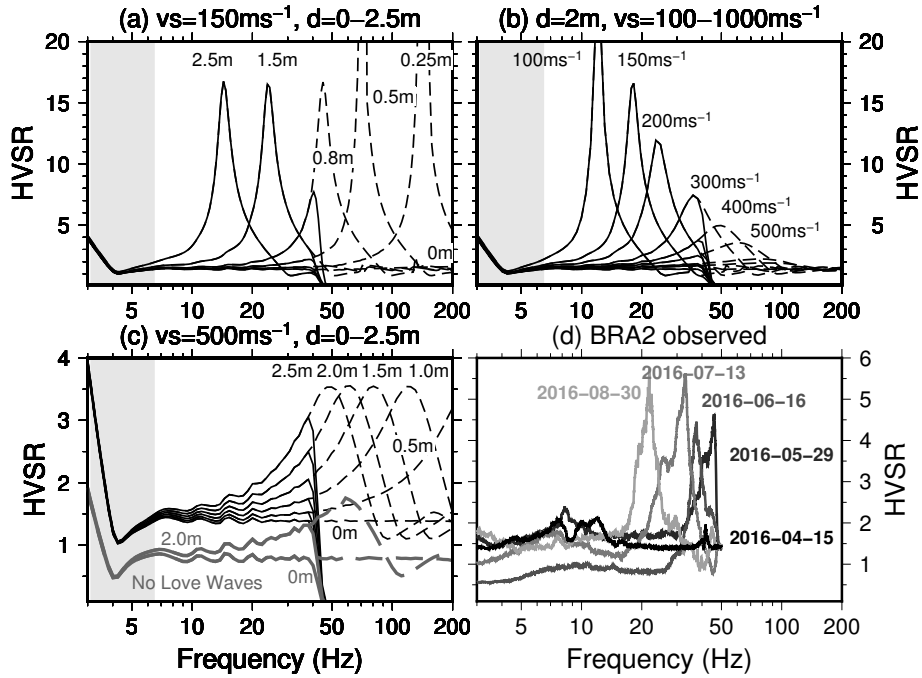 (a) vs=150ms⁻¹, d=0–2.5m
(b) d=2m, vs=100–1000ms⁻¹
20
15
10
5
HVSR
2.5m
1.5m
0.25m
0.5m
0.8m
0m
5 10 20 50 100 200
100ms⁻¹
150ms⁻¹
200ms⁻¹
300ms⁻¹
400ms⁻¹
500ms⁻¹
20
15
10
5
HVSR
5 10 20 50 100 200
(c) vs=500ms⁻¹, d=0–2.5m
(d) BRA2 observed
4
3
2
1
HVSR
2.5m 2.0m 1.5m 1.0m
0.5m
0m
2.0m
No Love Waves
0m
5 10 20 50 100 200
Frequency (Hz)
2016–07–13
2016–08–30
2016–06–16
2016–05–29
2016–04–15
6
5
4
3
2
1
HVSR
5 10 20 50 100 200
Frequency (Hz)